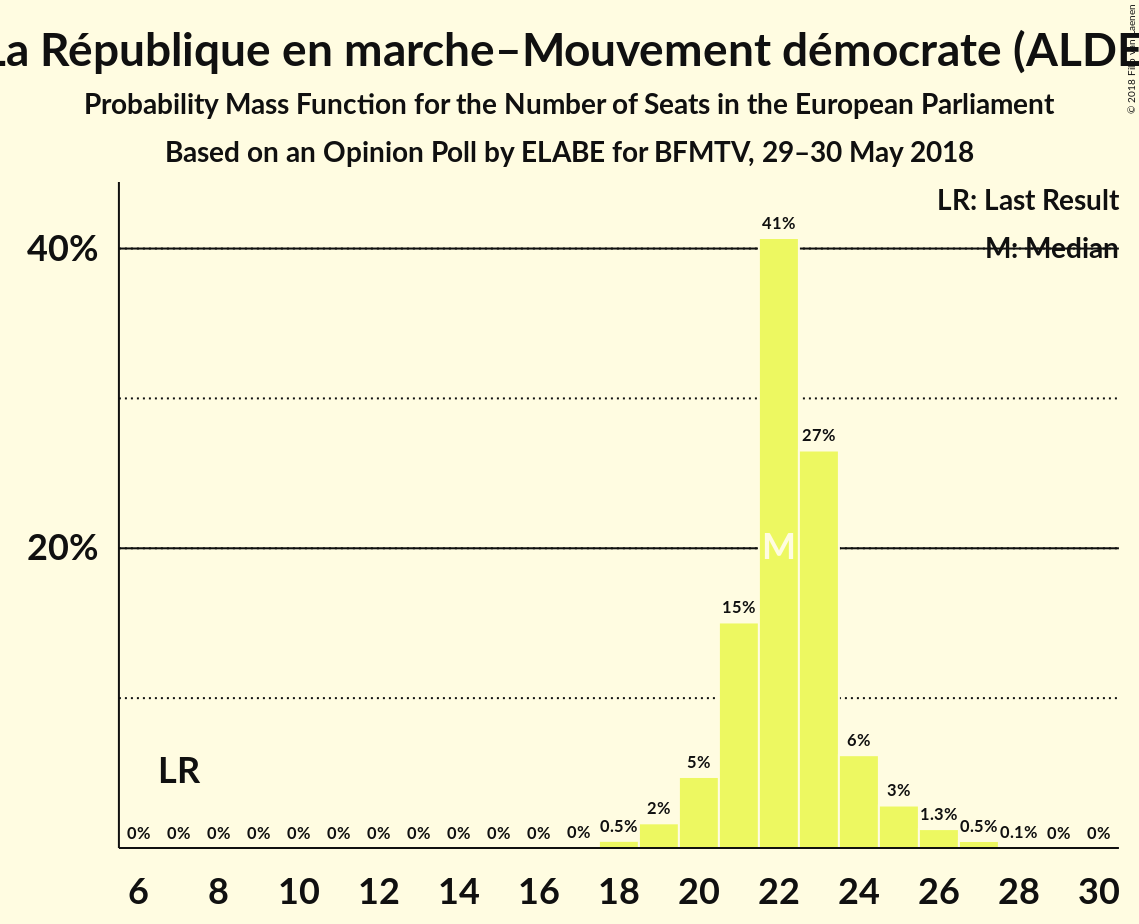 La République en marche–Mouvement démocrate (ALDE
Probability Mass Function for the Number of Seats in the European Parliament
Based on an Opinion Poll by ELABE for BFMTV, 29–30 May 2018
LR: Last Result
M: Median
40%
20%
41%
27%
15%
6%
5%
3%
2%
1.3%
0.5%
0.5%
0.1%
0% 0% 0% 0% 0% 0% 0% 0% 0% 0% 0% 0% 0% 0%
M
LR
6 8 10 12 14 16 18 20 22 24 26 28 30
© 2018